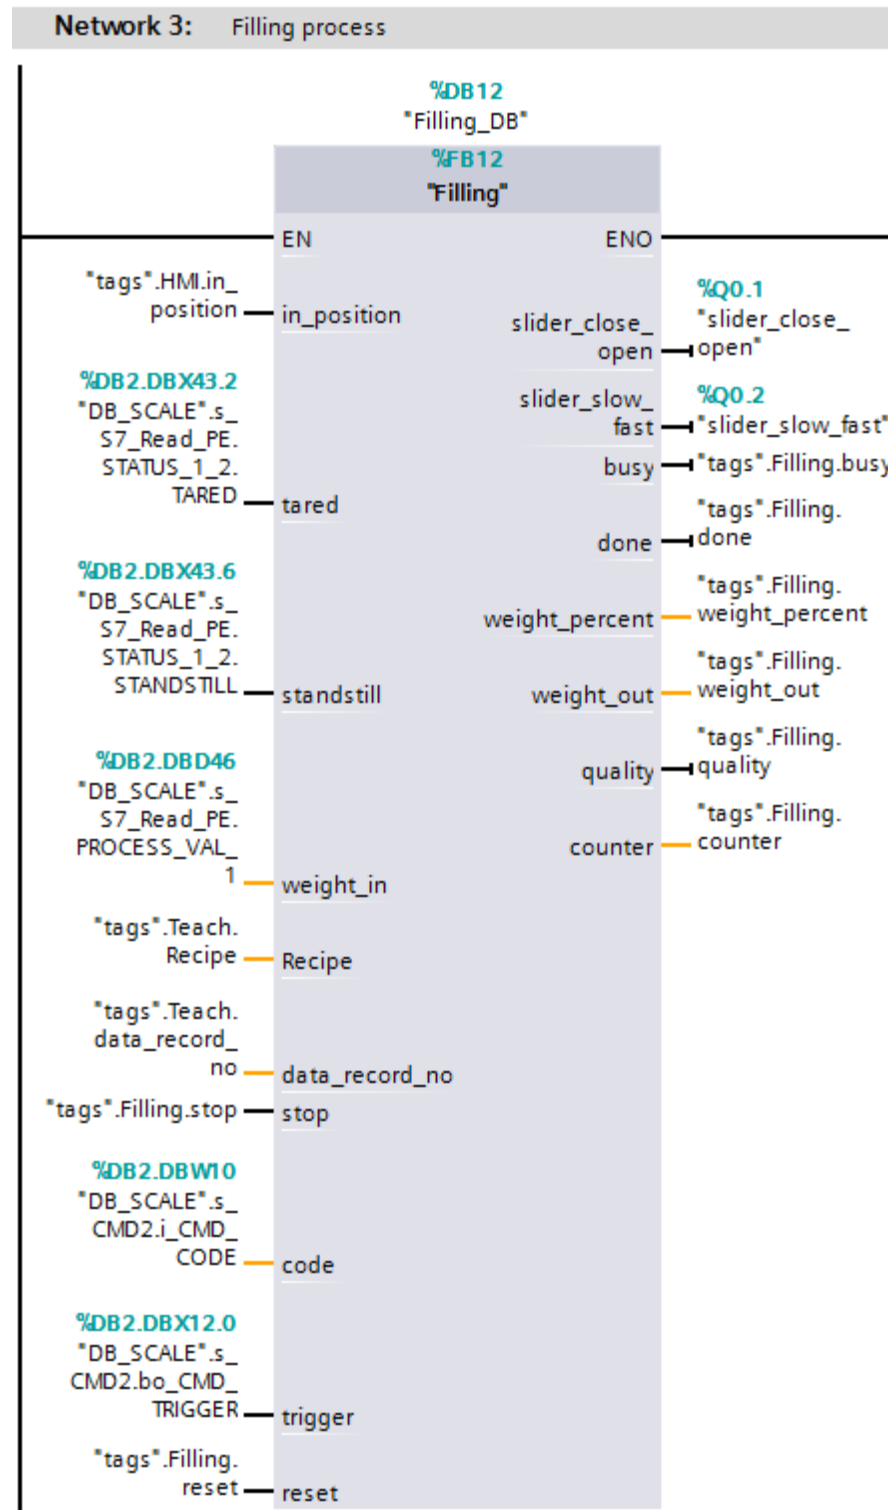 Network 3: Filling process
%DB12
"Filling_DB"
%FB12
"Filling"
EN
ENO
"tags".HMI.in_
position
in_position
%DB2.DBX43.2
"DB_SCALE".s_
S7_Read_PE.
STATUS_1_2.
TARED
tared
%DB2.DBX43.6
"DB_SCALE".s_
S7_Read_PE.
STATUS_1_2.
STANDSTILL
standstill
%DB2.DBD46
"DB_SCALE".s_
S7_Read_PE.
PROCESS_VAL_
1
weight_in
"tags".Teach.
Recipe
Recipe
"tags".Teach.
data_record_
no
data_record_no
"tags".Filling.stop
stop
%DB2.DBW10
"DB_SCALE".s_
CMD2.i_CMD_
CODE
code
%DB2.DBX12.0
"DB_SCALE".s_
CMD2.bo_CMD_
TRIGGER
trigger
"tags".Filling.
reset
reset
slider_close_
open
%Q0.1
"slider_close_
open"
slider_slow_
fast
%Q0.2
"slider_slow_fast"
busy
"tags".Filling.busy
done
"tags".Filling.
done
weight_percent
"tags".Filling.
weight_percent
weight_out
"tags".Filling.
weight_out
quality
"tags".Filling.
quality
counter
"tags".Filling.
counter